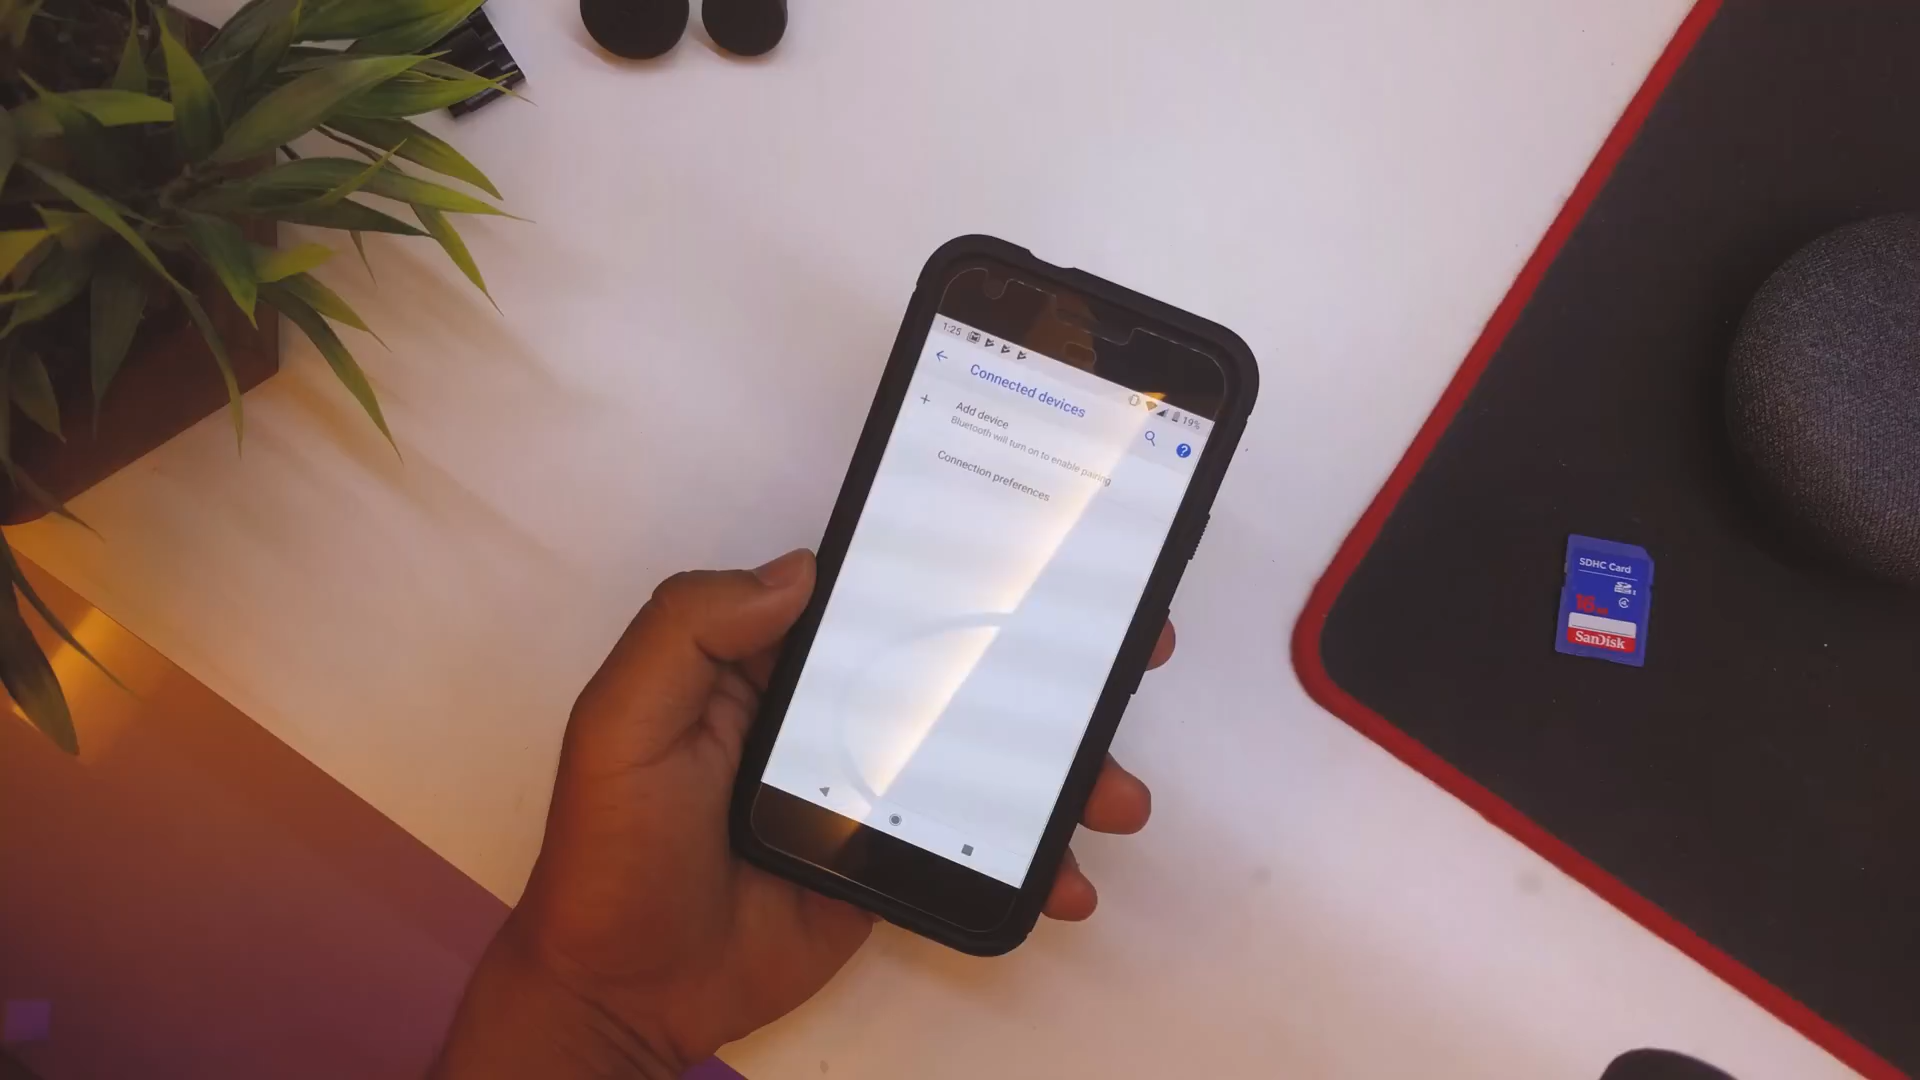 1:25
19%
Connected devices
Add device
Bluetooth will turn on to enable pairing
Connection preferences
SDHC Card
16
SanDisk